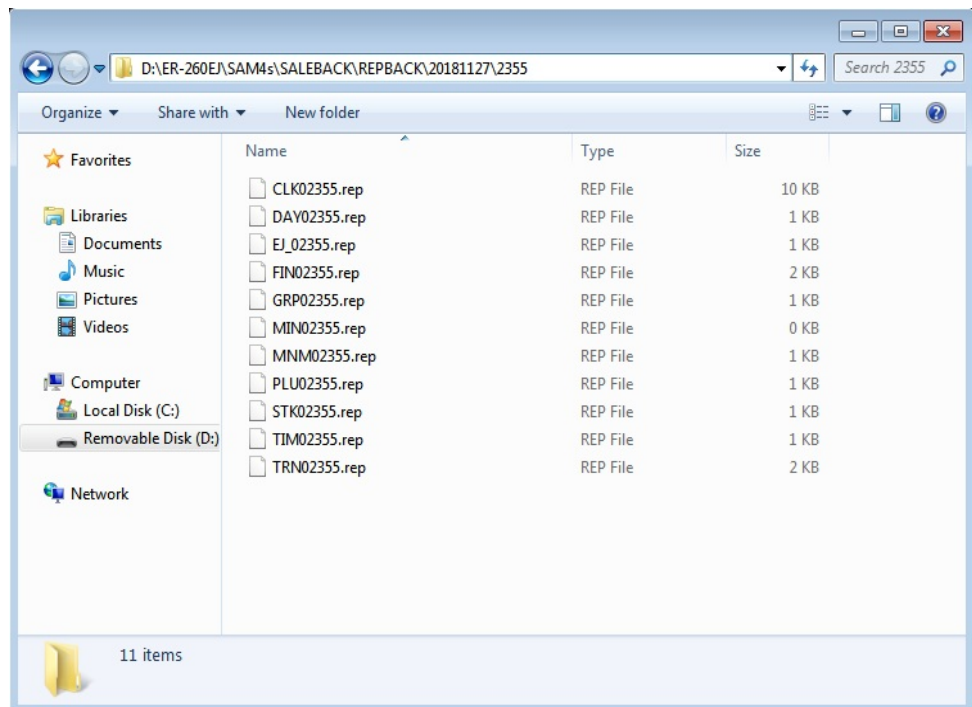 D:\ER-260EJ\SAM4s\SALEBACK\REPBACK\20181127\2355
Search 2355
Organize Share with New folder
Favorites
Libraries
Documents
Music
Pictures
Videos
Computer
Local Disk (C:)
Removable Disk (D:)
Network
Name Type Size
CLK02355.rep REP File 10 KB
DAY02355.rep REP File 1 KB
EJ_02355.rep REP File 1 KB
FIN02355.rep REP File 2 KB
GRP02355.rep REP File 1 KB
MIN02355.rep REP File 0 KB
MNM02355.rep REP File 1 KB
PLU02355.rep REP File 1 KB
STK02355.rep REP File 1 KB
TIM02355.rep REP File 1 KB
TRN02355.rep REP File 2 KB
11 items